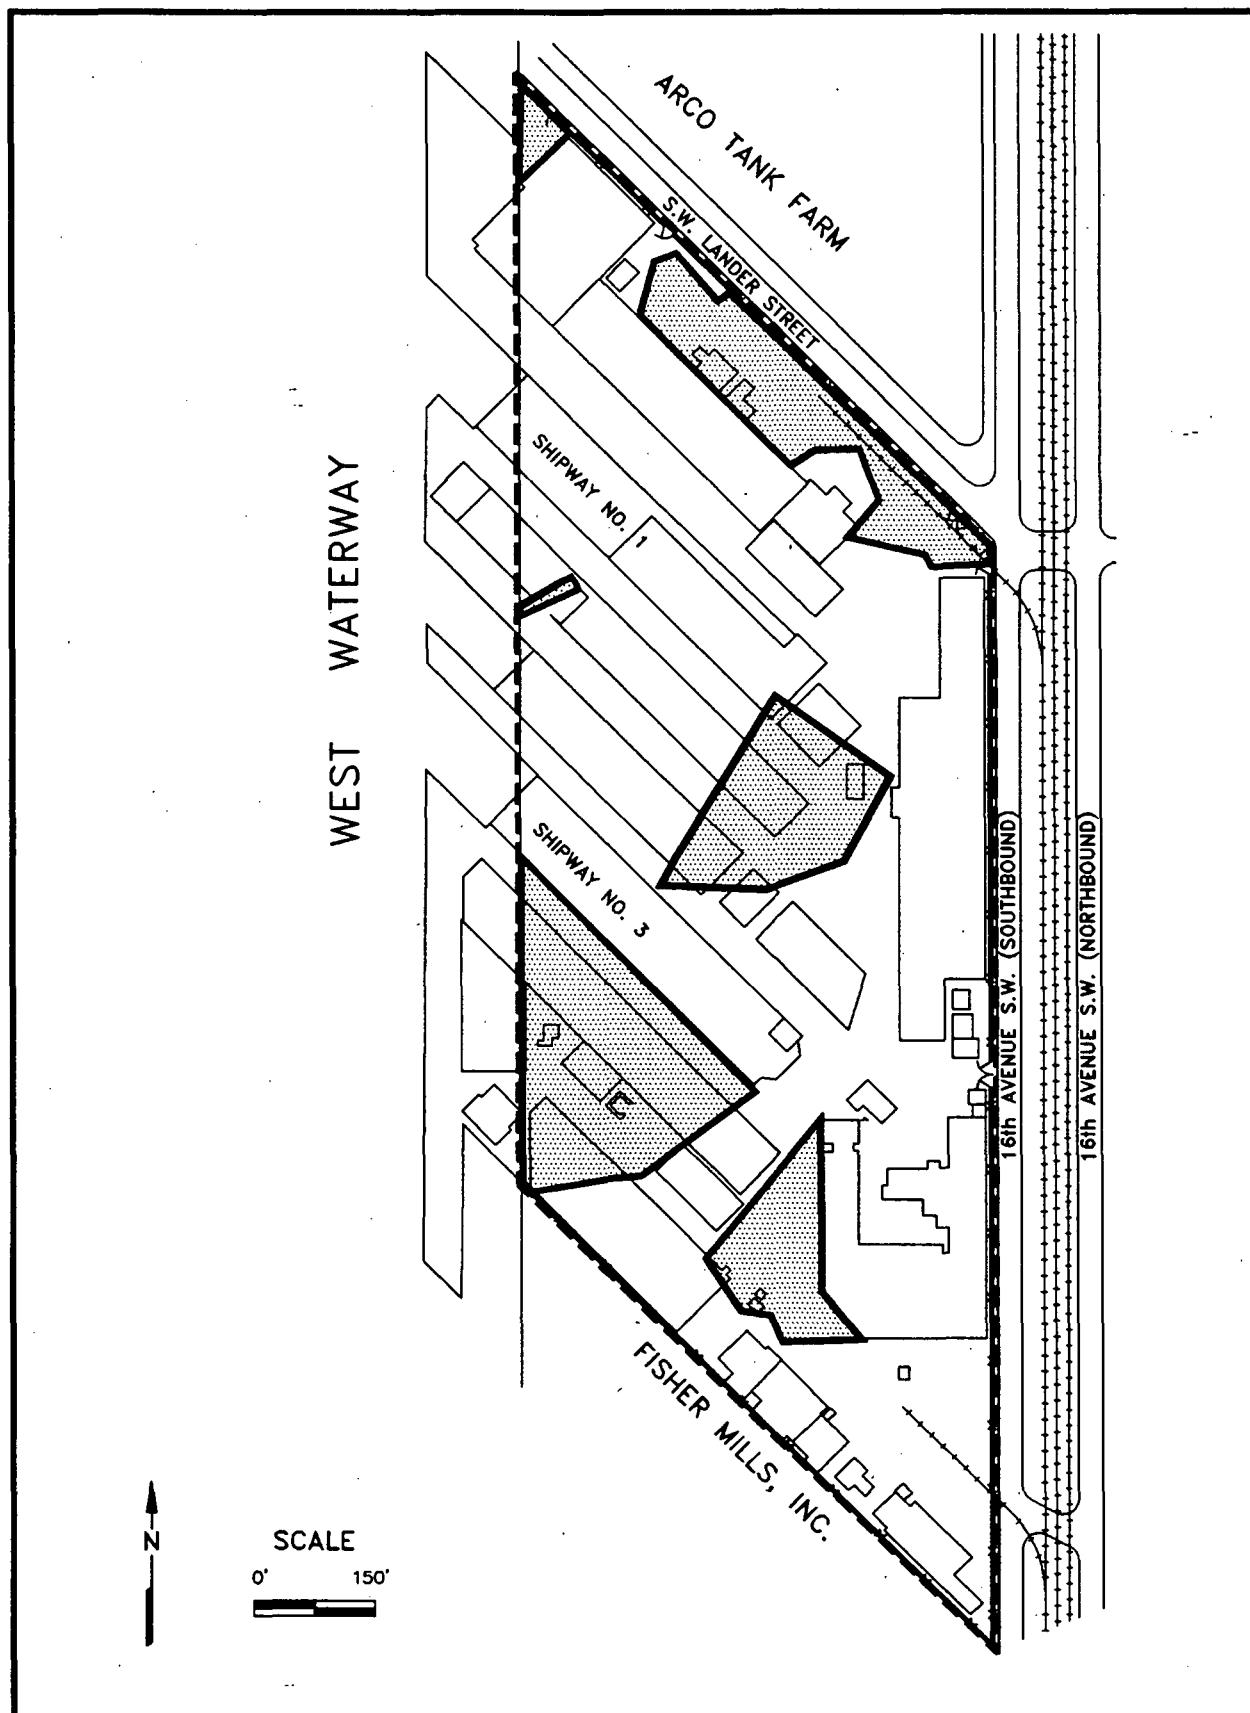 ARCO TANK FARM
S.W. LANDER STREET
SHIPWAY NO. 1
WEST WATERWAY
SHIPWAY NO. 3
16th AVENUE S.W. (SOUTHBOUND)
16th AVENUE S.W. (NORTHBOUND)
FISHER MILLS, INC.
N
SCALE
0' 150'